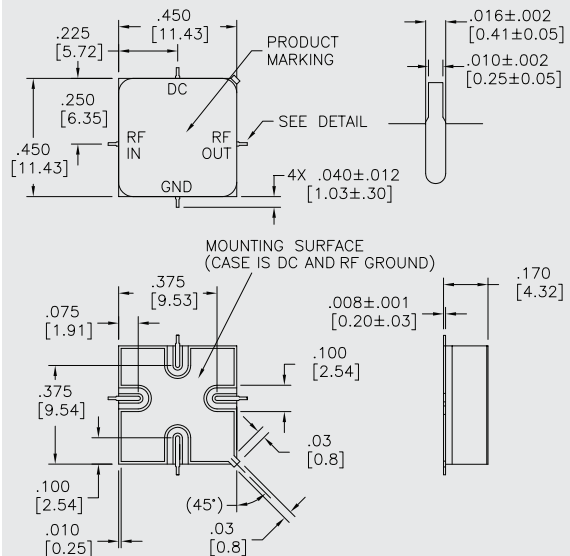 .450
[11.43]
.225
[5.72]
PRODUCT
MARKING
.016±.002
[0.41±0.05]
.010±.002
[0.25±0.05]
DC
.250
[6.35]
RF
IN
RF
OUT
SEE DETAIL
.450
[11.43]
GND
4X .040±.012
[1.03±.30]
MOUNTING SURFACE
(CASE IS DC AND RF GROUND)
.375
[9.53]
.170
[4.32]
.075
[1.91]
.008±.001
[0.20±.03]
.100
[2.54]
.375
[9.54]
.03
[0.8]
.100
[2.54]
(45°)
.010
[0.25]
.03
[0.8]